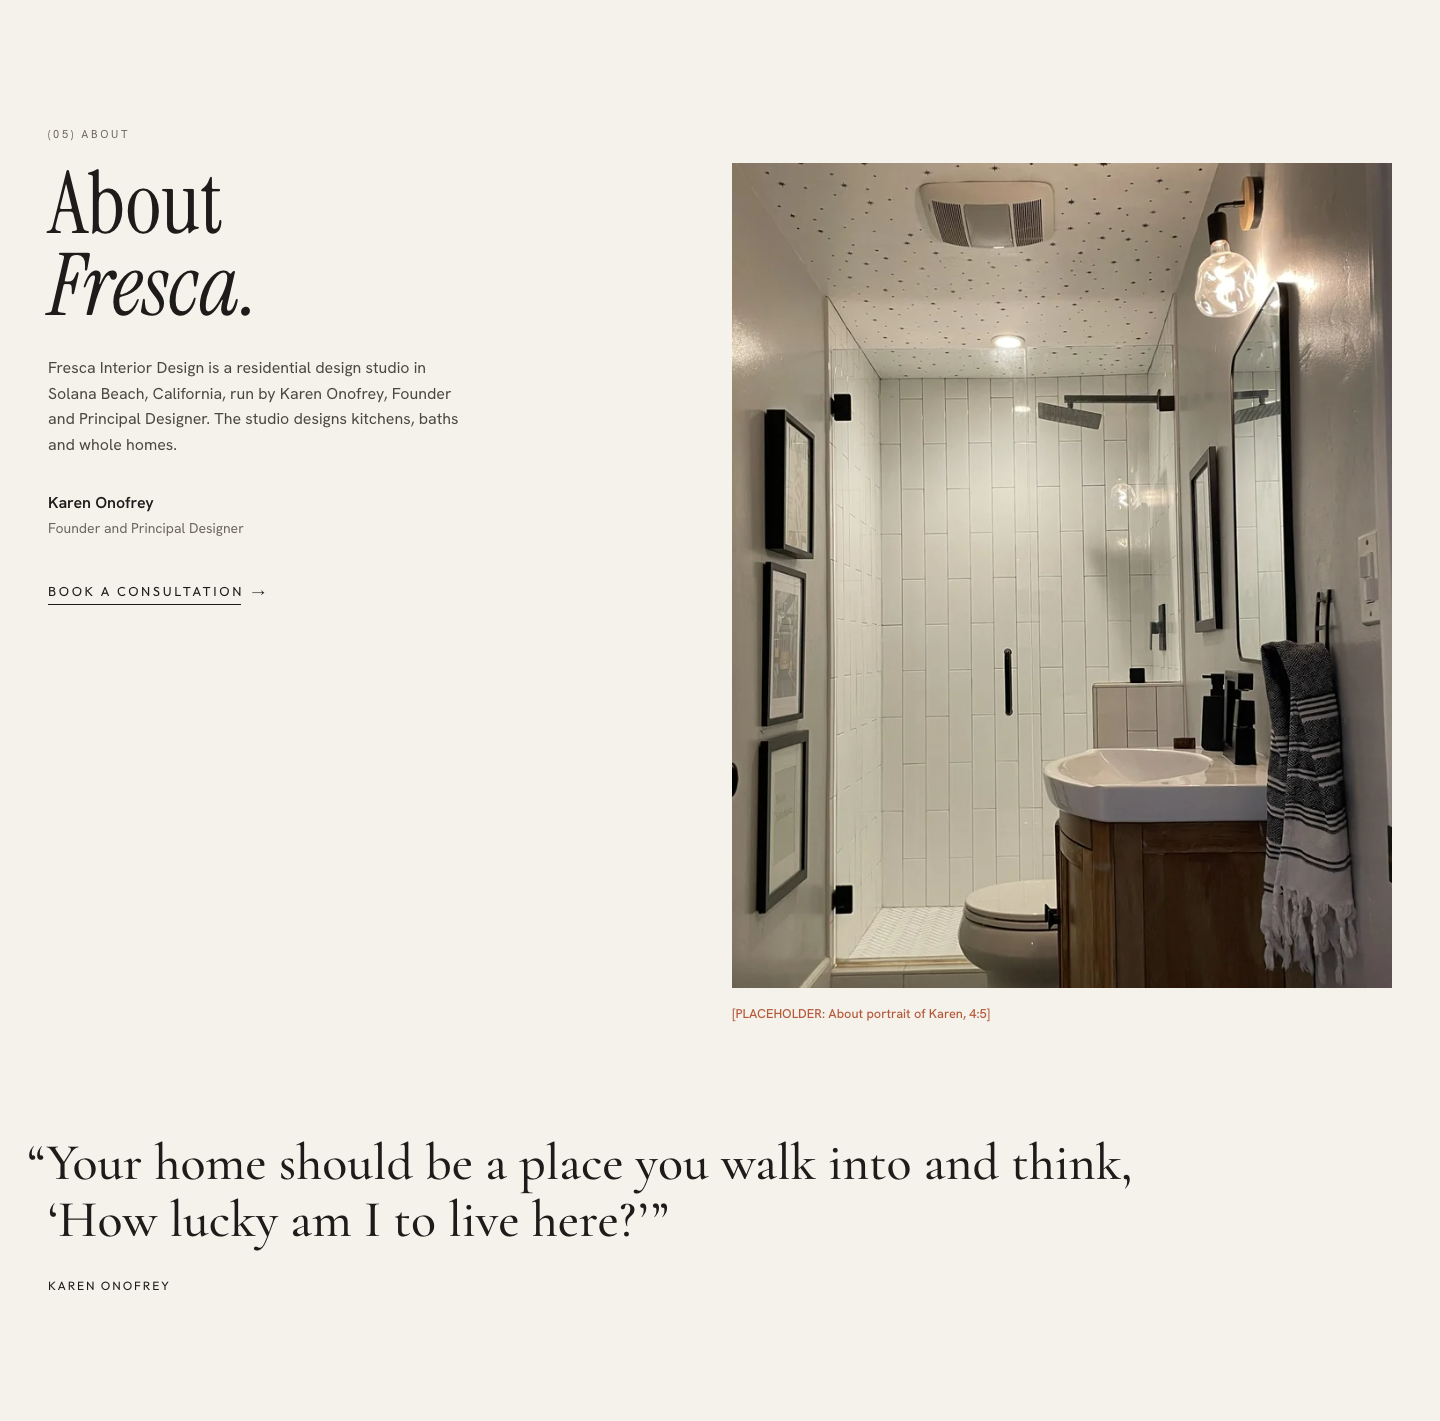 (05) ABOUT
About
Fresca.
Fresca Interior Design is a residential design studio in
Solana Beach, California, run by Karen Onofrey, Founder
and Principal Designer. The studio designs kitchens, baths
and whole homes.
Karen Onofrey
Founder and Principal Designer
BOOK A CONSULTATION →
[PLACEHOLDER: About portrait of Karen, 4:5]
“Your home should be a place you walk into and think,
‘How lucky am I to live here?’”
KAREN ONOFREY